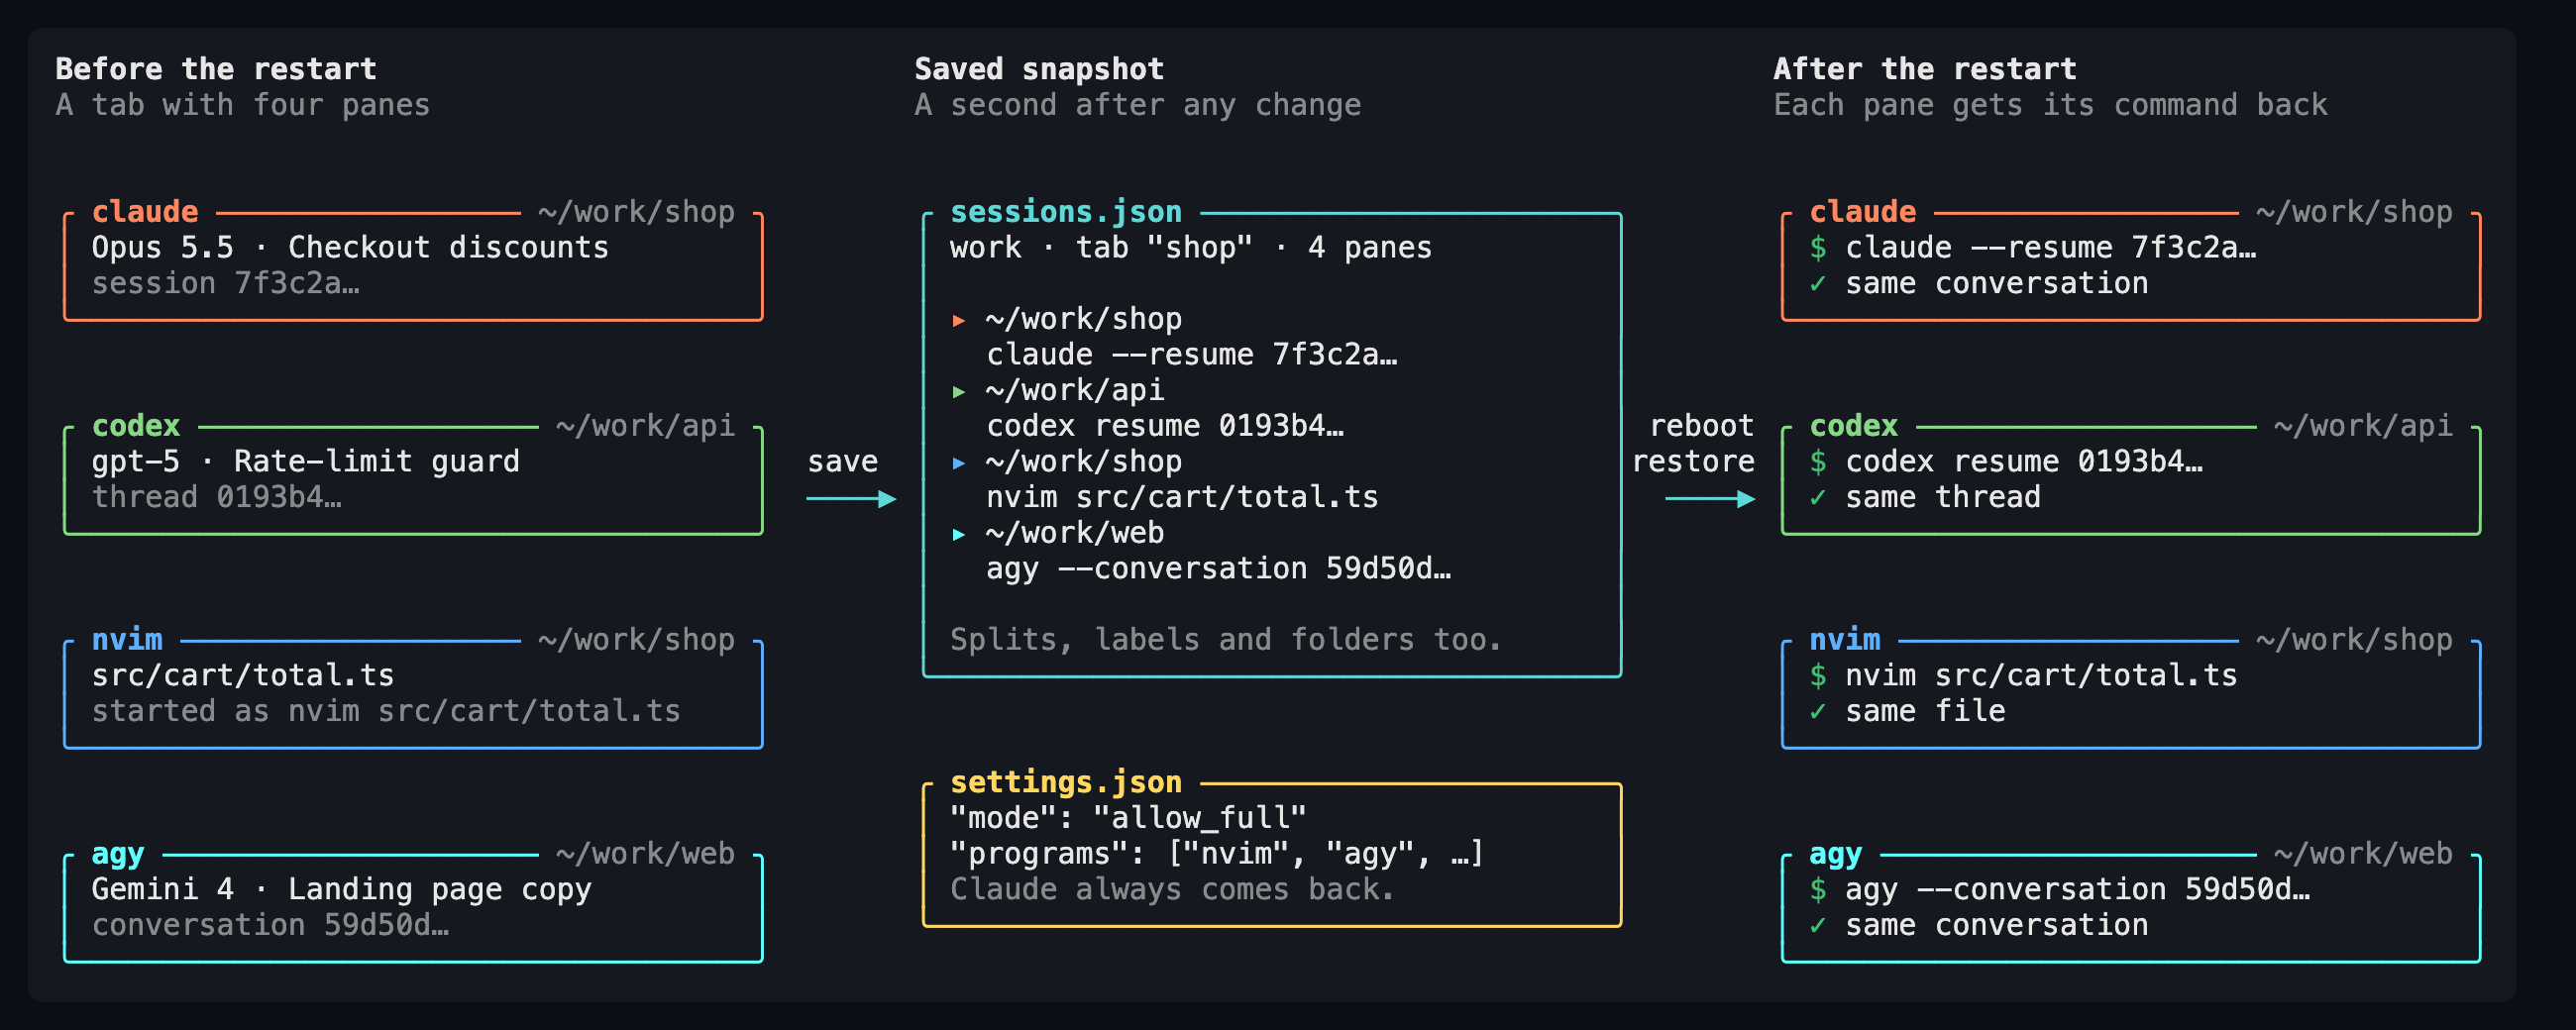 Before the restart
A tab with four panes
claude ~/work/shop
Opus 5.5 · Checkout discounts
session 7f3c2a…
codex ~/work/api
gpt-5 · Rate-limit guard
thread 0193b4…
nvim ~/work/shop
src/cart/total.ts
started as nvim src/cart/total.ts
agy ~/work/web
Gemini 4 · Landing page copy
conversation 59d50d…
save
Saved snapshot
A second after any change
sessions.json
work · tab "shop" · 4 panes
▸ ~/work/shop
claude --resume 7f3c2a…
▸ ~/work/api
codex resume 0193b4…
▸ ~/work/shop
nvim src/cart/total.ts
▸ ~/work/web
agy --conversation 59d50d…
Splits, labels and folders too.
settings.json
"mode": "allow_full"
"programs": ["nvim", "agy", …]
Claude always comes back.
reboot
restore
After the restart
Each pane gets its command back
claude ~/work/shop
$ claude --resume 7f3c2a…
✓ same conversation
codex ~/work/api
$ codex resume 0193b4…
✓ same thread
nvim ~/work/shop
$ nvim src/cart/total.ts
✓ same file
agy ~/work/web
$ agy --conversation 59d50d…
✓ same conversation